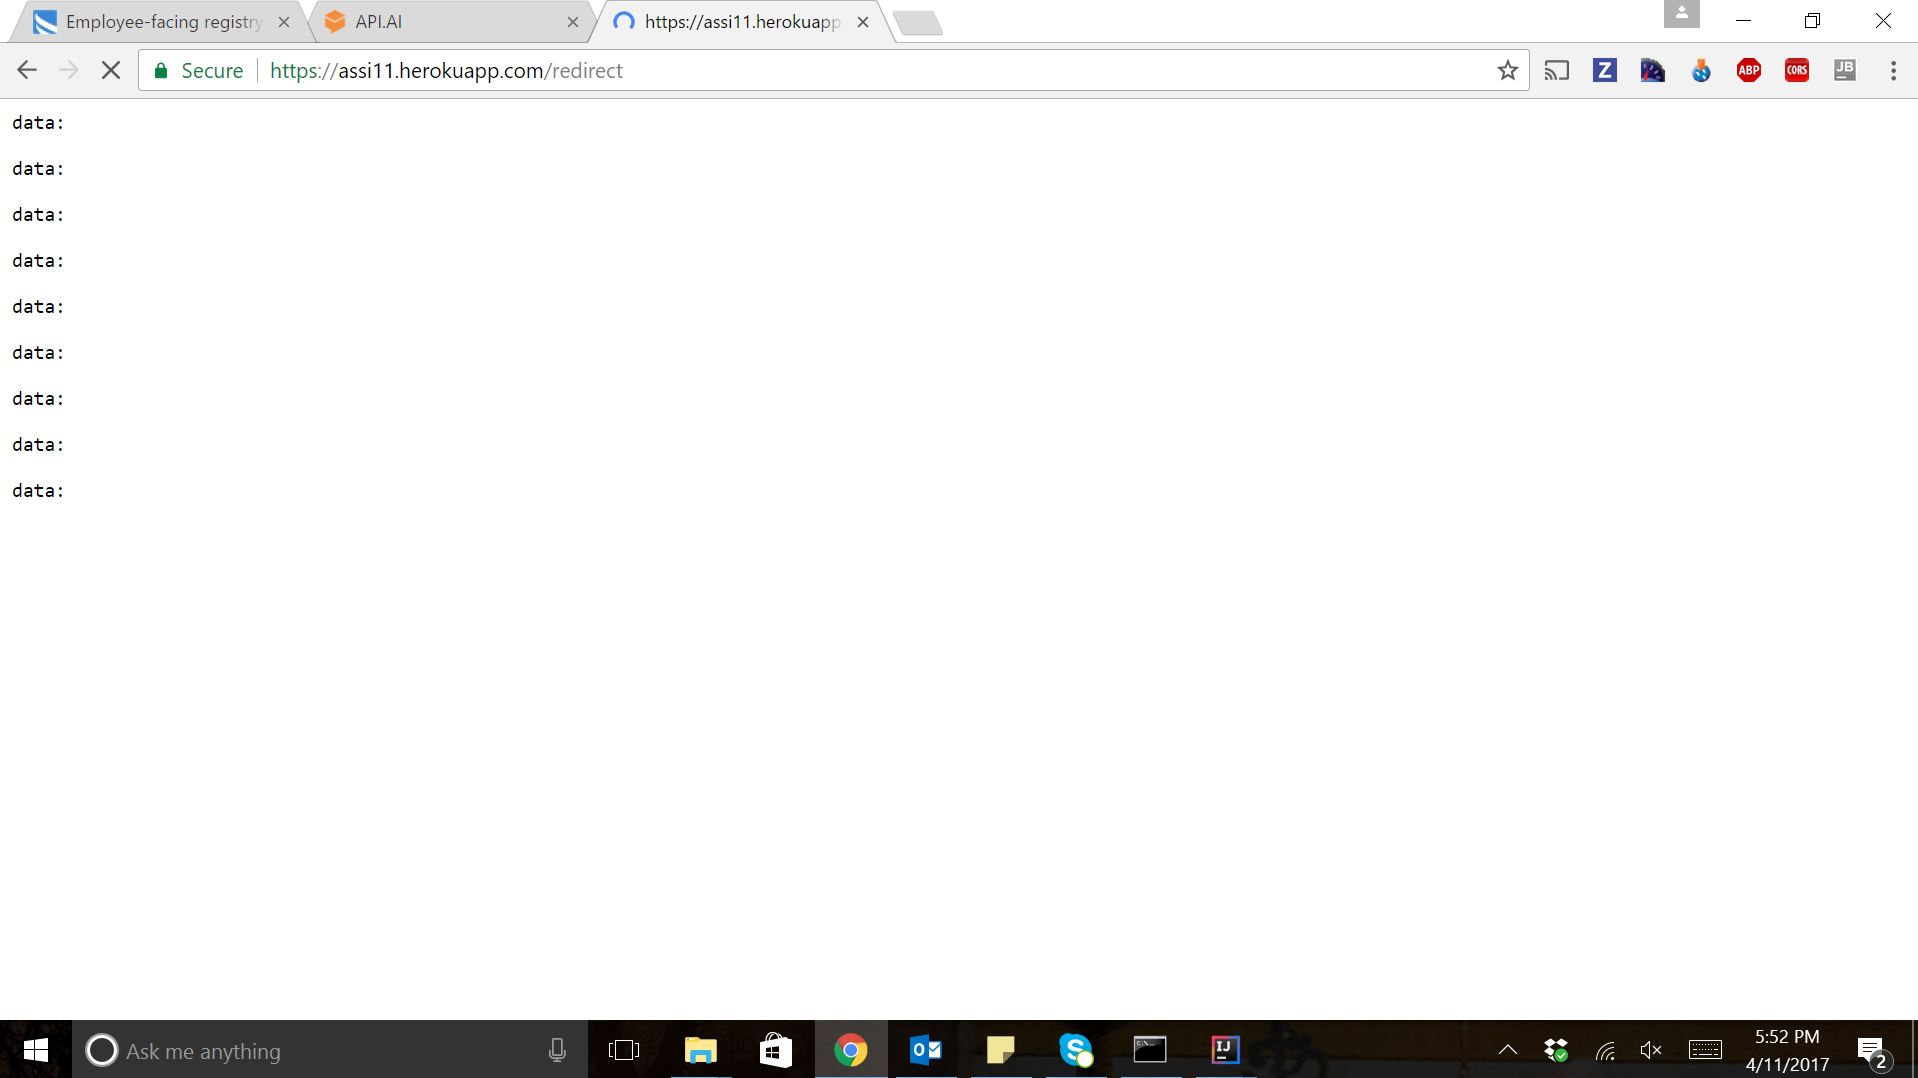 Employee-facing registry
API.AI
https://assi11.herokuapp
Secure
https://assi11.herokuapp.com/redirect
Z
ABP
CORS
JB
data:
data:
data:
data:
data:
data:
data:
data:
data:
Ask me anything
5:52 PM
4/11/2017
2